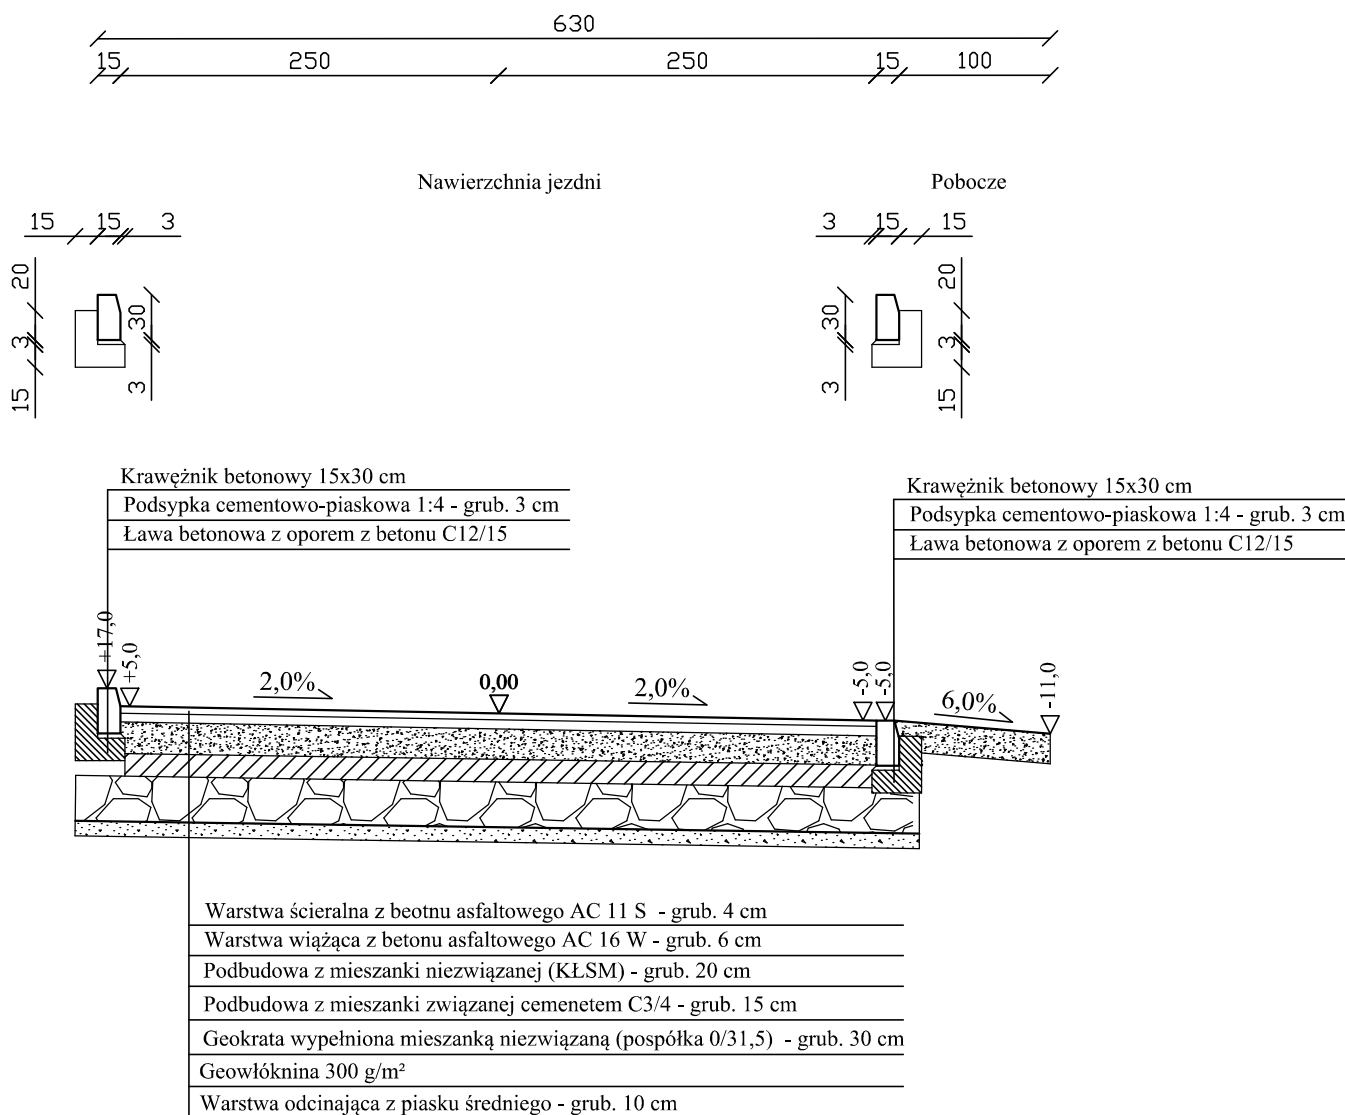 630
15 250 250 15 100
Nawierzchnia jezdni Pobocze
15 15 3 3 15 15
20 3 15 30 3 30 3 20 3 15
Krawężnik betonowy 15x30 cm
Podsypka cementowo-piaskowa 1:4 - grub. 3 cm
Ława betonowa z oporem z betonu C12/15
Krawężnik betonowy 15x30 cm
Podsypka cementowo-piaskowa 1:4 - grub. 3 cm
Ława betonowa z oporem z betonu C12/15
+17,0 +5,0 2,0% 0,00 2,0% -5,0 -5,0 6,0% -11,0
Warstwa ścieralna z beotnu asfaltowego AC 11 S - grub. 4 cm
Warstwa wiążąca z betonu asfaltowego AC 16 W - grub. 6 cm
Podbudowa z mieszanki niezwiązanej (KŁSM) - grub. 20 cm
Podbudowa z mieszanki związanej cemenetem C3/4 - grub. 15 cm
Geokrata wypełniona mieszanką niezwiązaną (pospółka 0/31,5) - grub. 30 cm
Geowłóknina 300 g/m²
Warstwa odcinająca z piasku średniego - grub. 10 cm